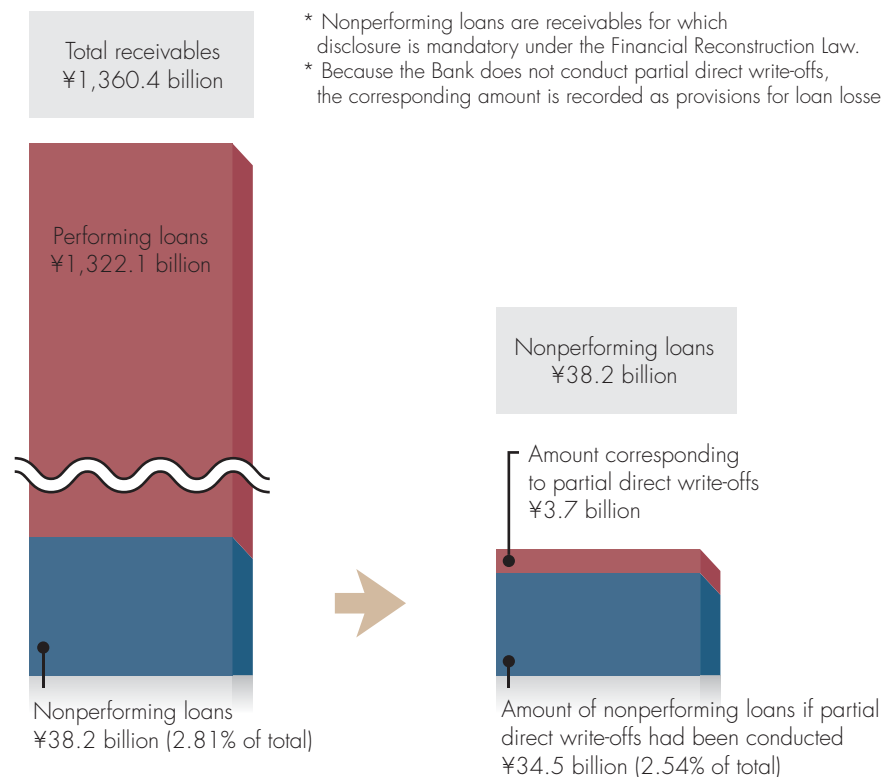 Total receivables
¥1,360.4 billion
* Nonperforming loans are receivables for which
disclosure is mandatory under the Financial Reconstruction Law.
* Because the Bank does not conduct partial direct write-offs,
the corresponding amount is recorded as provisions for loan losse
Performing loans
¥1,322.1 billion
Nonperforming loans
¥38.2 billion (2.81% of total)
Nonperforming loans
¥38.2 billion
Amount corresponding
to partial direct write-offs
¥3.7 billion
Amount of nonperforming loans if partial
direct write-offs had been conducted
¥34.5 billion (2.54% of total)